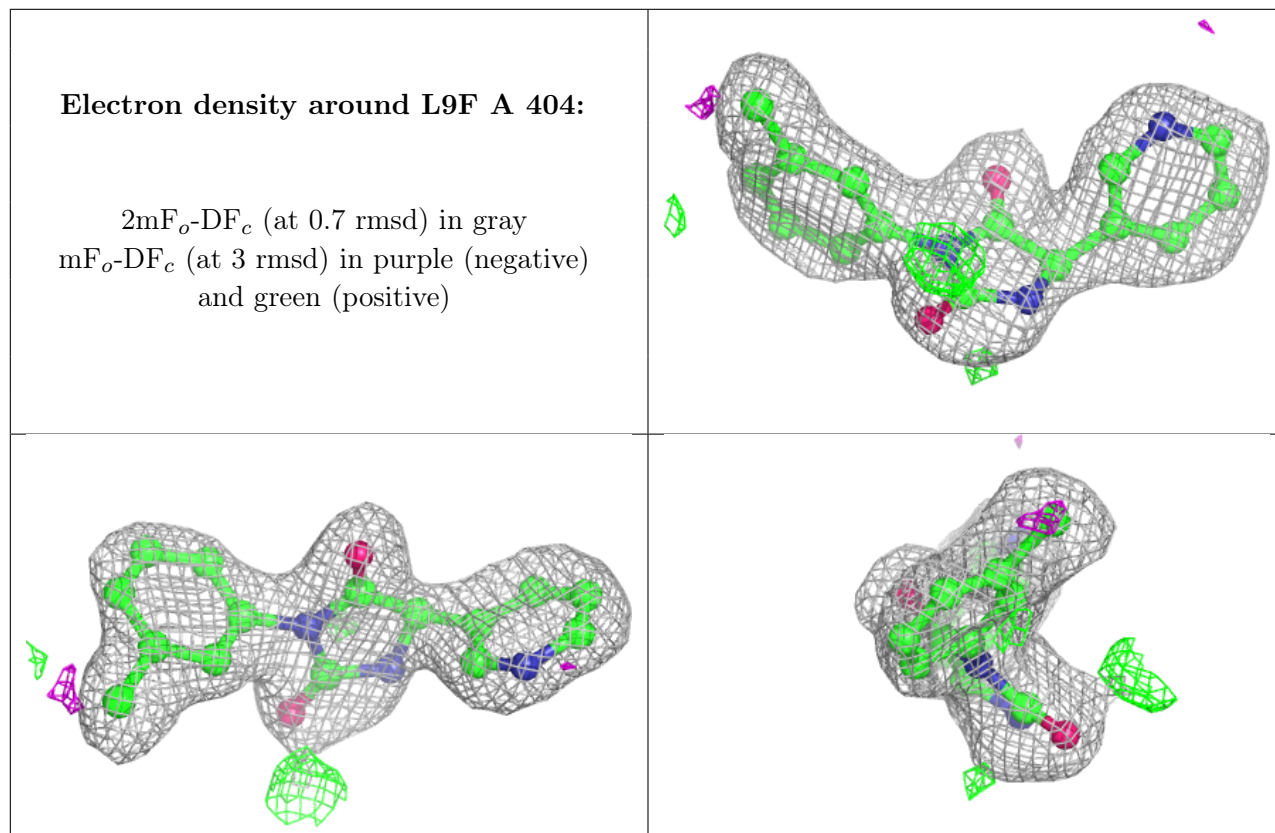 Electron density around L9F A 404:
2mFo-DFc (at 0.7 rmsd) in gray
mFo-DFc (at 3 rmsd) in purple (negative)
and green (positive)